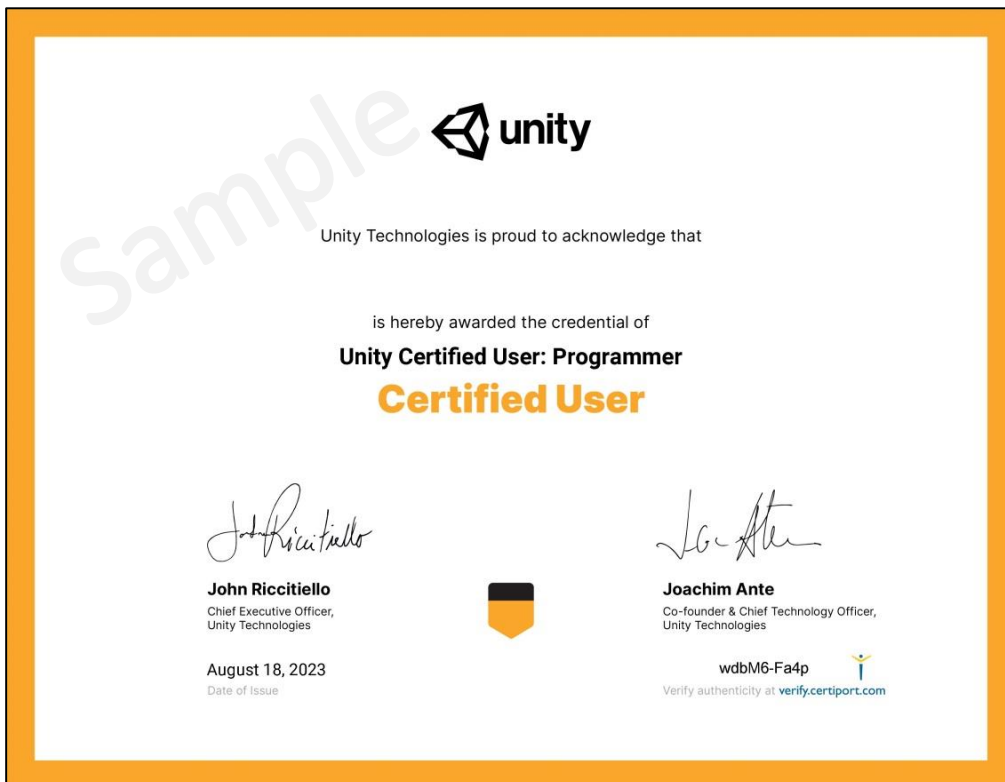 Sample
unity
Unity Technologies is proud to acknowledge that
is hereby awarded the credential of
Unity Certified User: Programmer
Certified User
John Riccitiello
Chief Executive Officer,
Unity Technologies
August 18, 2023
Date of Issue
Joachim Ante
Co-founder & Chief Technology Officer,
Unity Technologies
wdbM6-Fa4p
Verify authenticity at verify.certiport.com